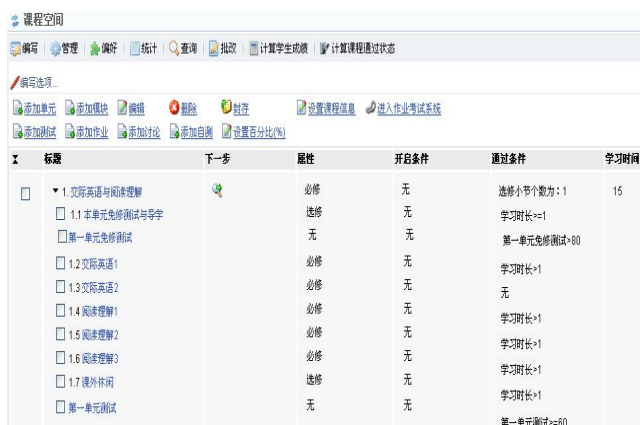 课程空间
编写 管理 偏好 统计 查询 批改 计算学生成绩 计算课程通过状态
编写选项...
添加单元 添加模块 编辑 删除 封存 设置课程信息 进入作业考试系统
添加测试 添加作业 添加讨论 添加自测 设置百分比(%)
标题 下一步 属性 开启条件 通过条件 学习时间
1. 交际英语与阅读理解 必修 无 选修小节个数为：1 15
1.1 本单元免修测试与导学 选修 无 学习时长>=1
第一单元免修测试 无 无 第一单元免修测试>80
1.2 交际英语1 必修 无 学习时长>1
1.3 交际英语2 必修 无 无
1.4 阅读理解1 必修 无 学习时长>1
1.5 阅读理解2 必修 无 学习时长>1
1.6 阅读理解3 必修 无 学习时长>1
1.7 课外休闲 选修 无 学习时长>1
第一单元测试 无 无 第一单元测试>=60